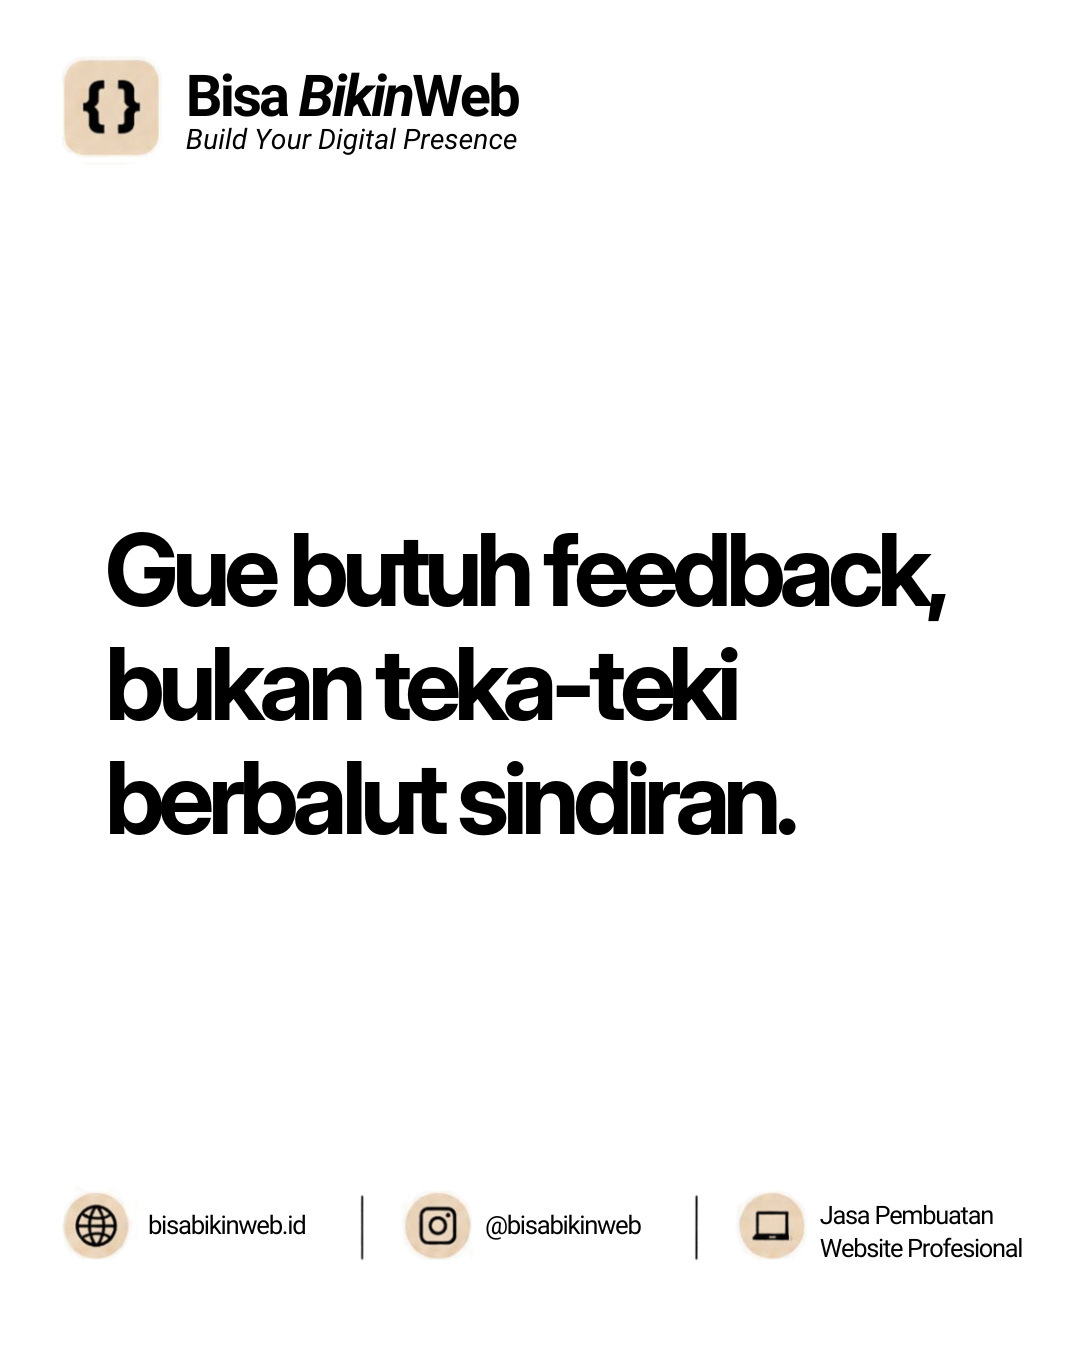 { }
Bisa BikinWeb
Build Your Digital Presence
Gue butuh feedback,
bukan teka-teki
berbalut sindiran.
bisabikinweb.id
@bisabikinweb
Jasa Pembuatan
Website Profesional